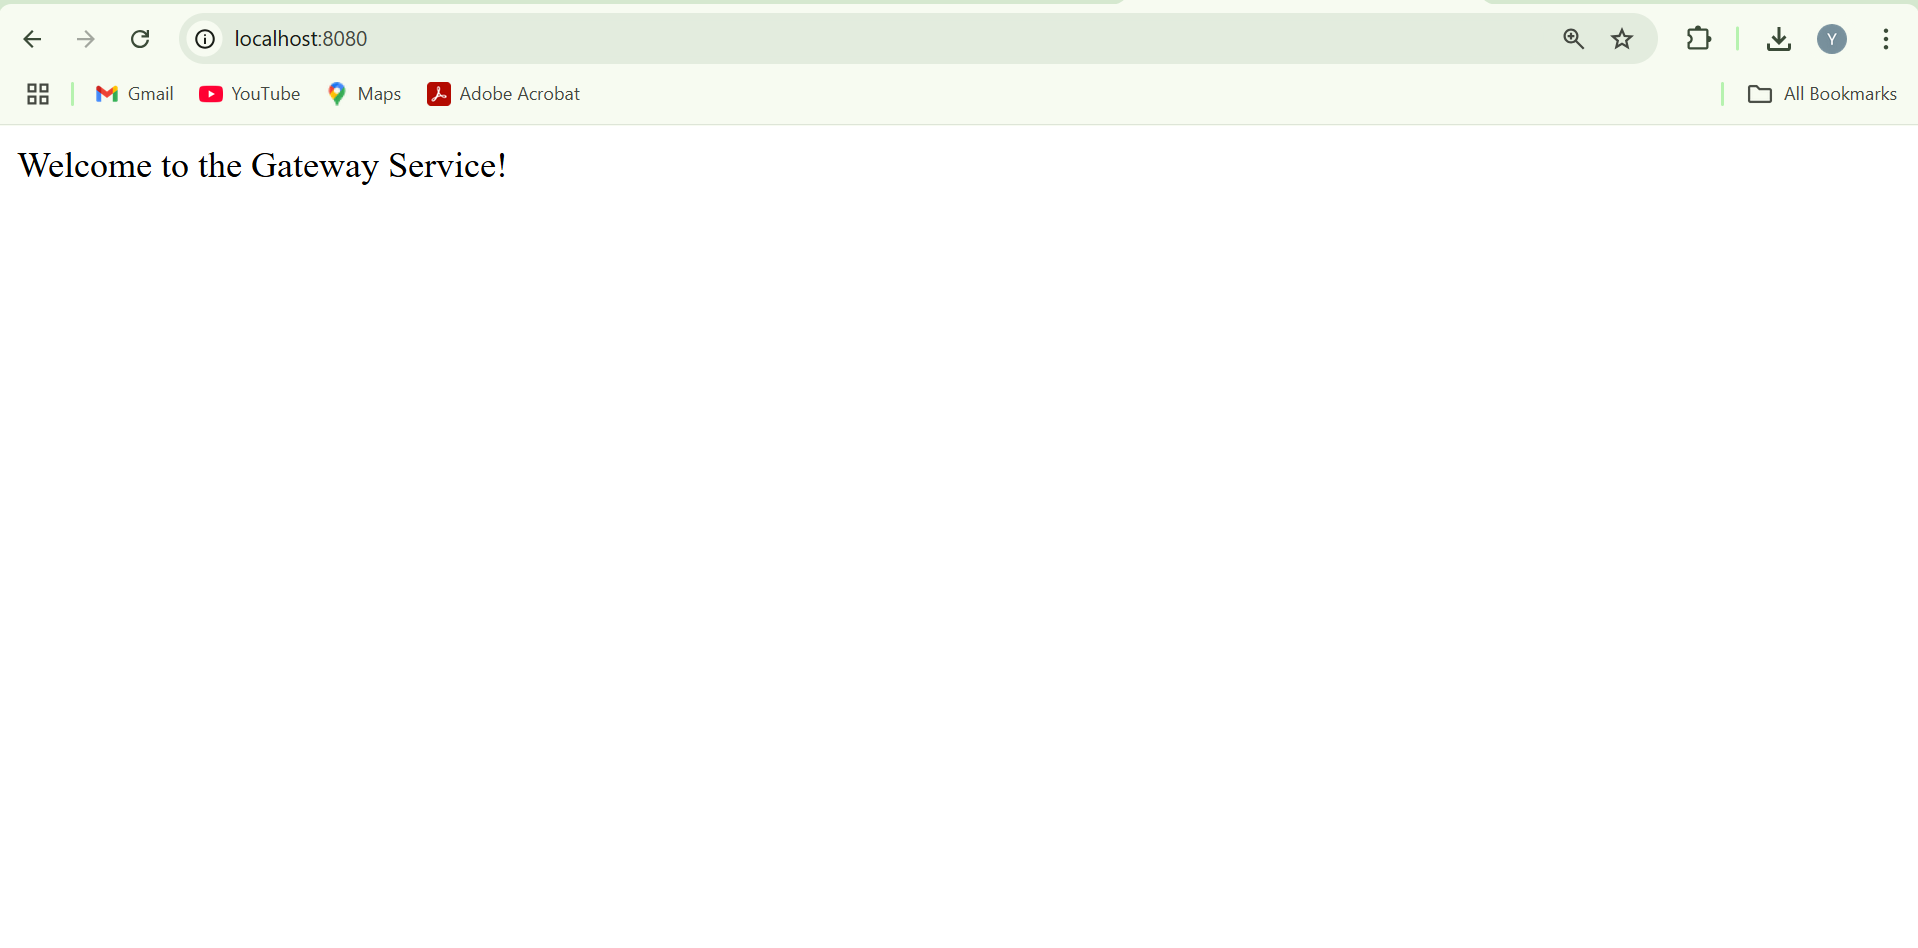 localhost:8080
Y
Gmail YouTube Maps Adobe Acrobat All Bookmarks
Welcome to the Gateway Service!